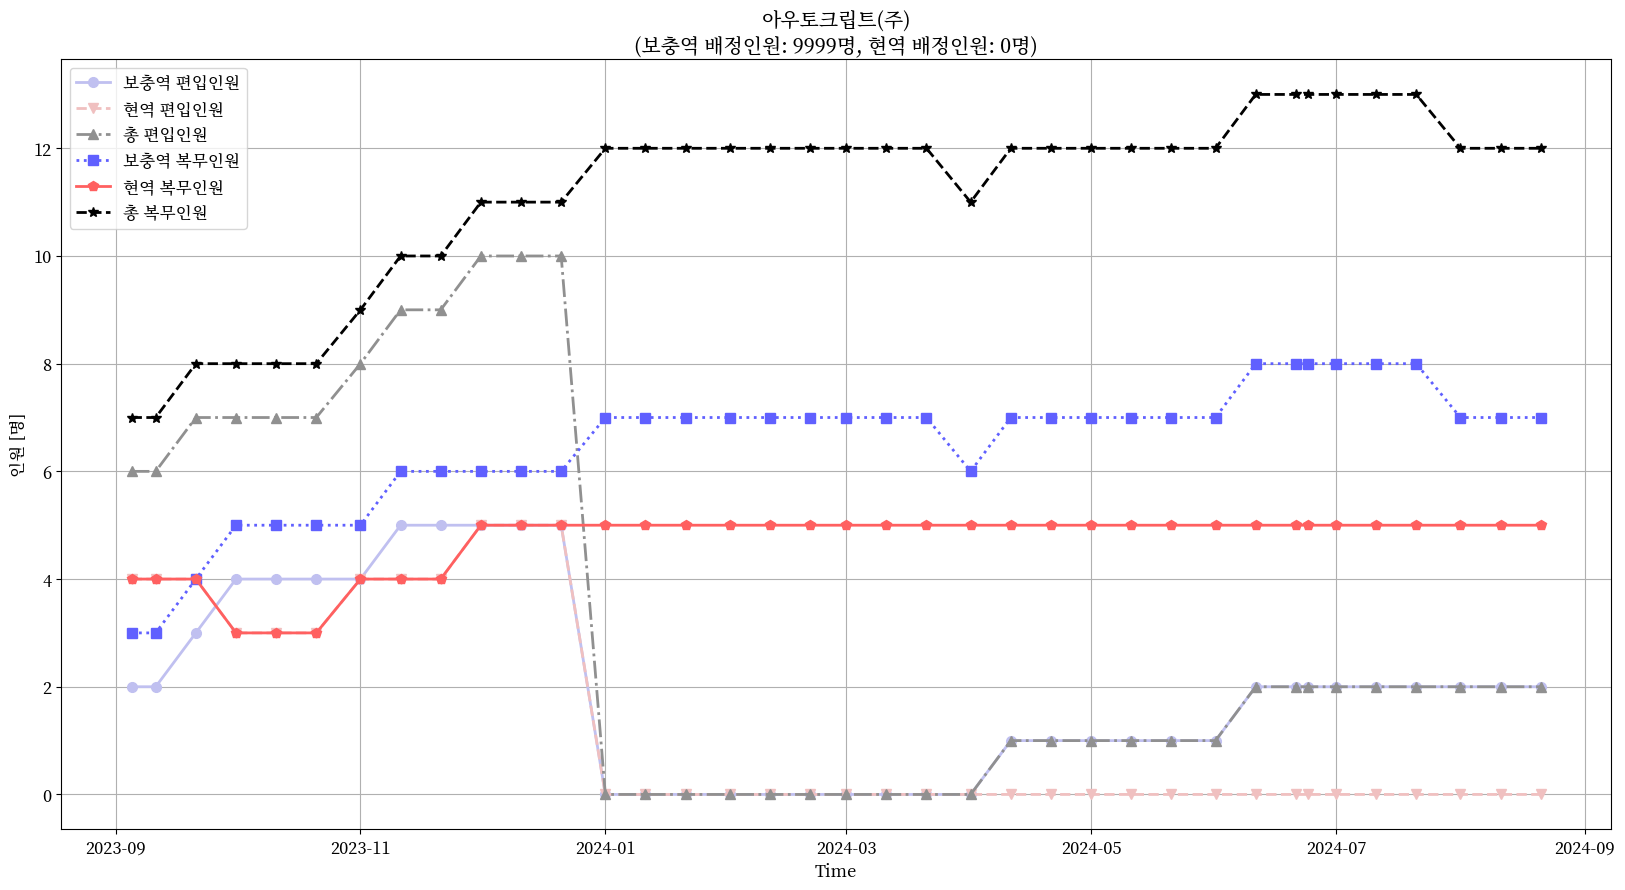 아우토크립트(주)
(보충역 배정인원: 9999명, 현역 배정인원: 0명)
보충역 편입인원
현역 편입인원
총 편입인원
보충역 복무인원
현역 복무인원
총 복무인원
인원 [명]
12
10
8
6
4
2
0
2023-09
2023-11
2024-01
2024-03
2024-05
2024-07
2024-09
Time